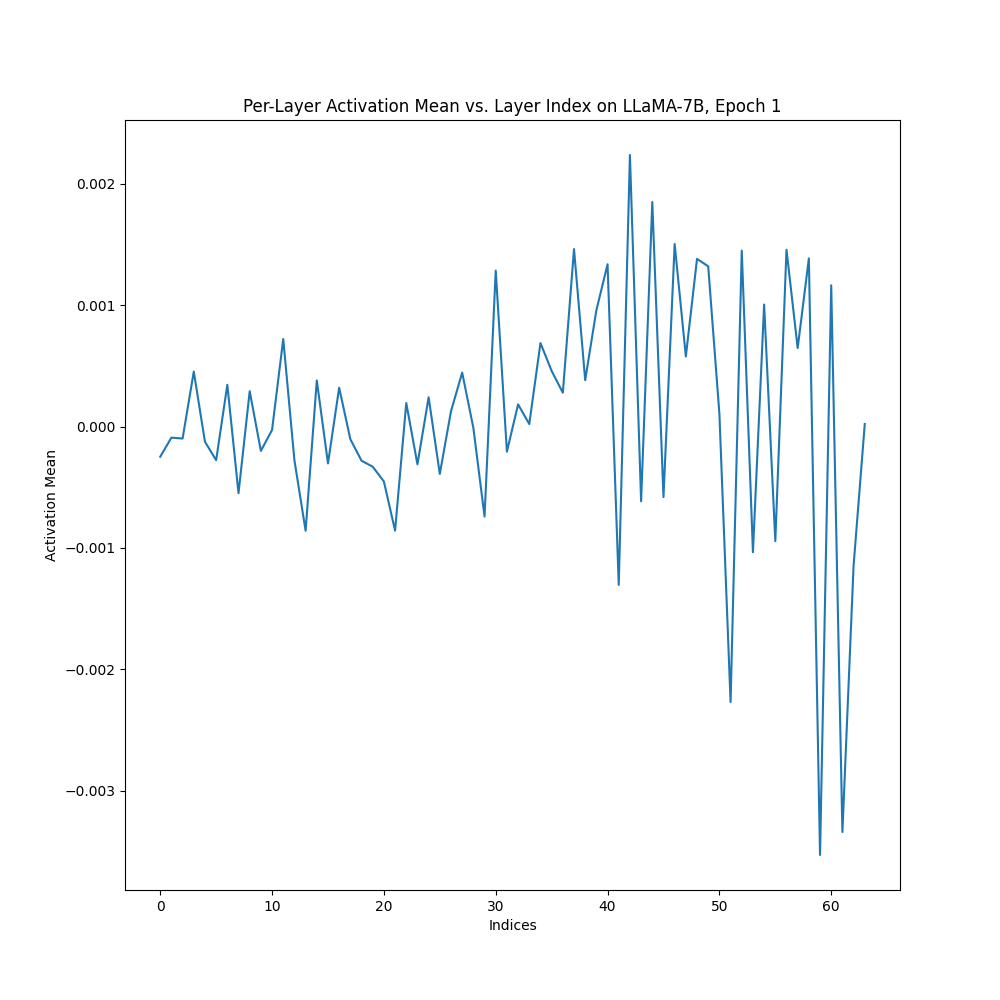 Per-Layer Activation Mean vs. Layer Index on LLaMA-7B, Epoch 1
0.002
0.001
0.000
−0.001
−0.002
−0.003
Activation Mean
0 10 20 30 40 50 60
Indices